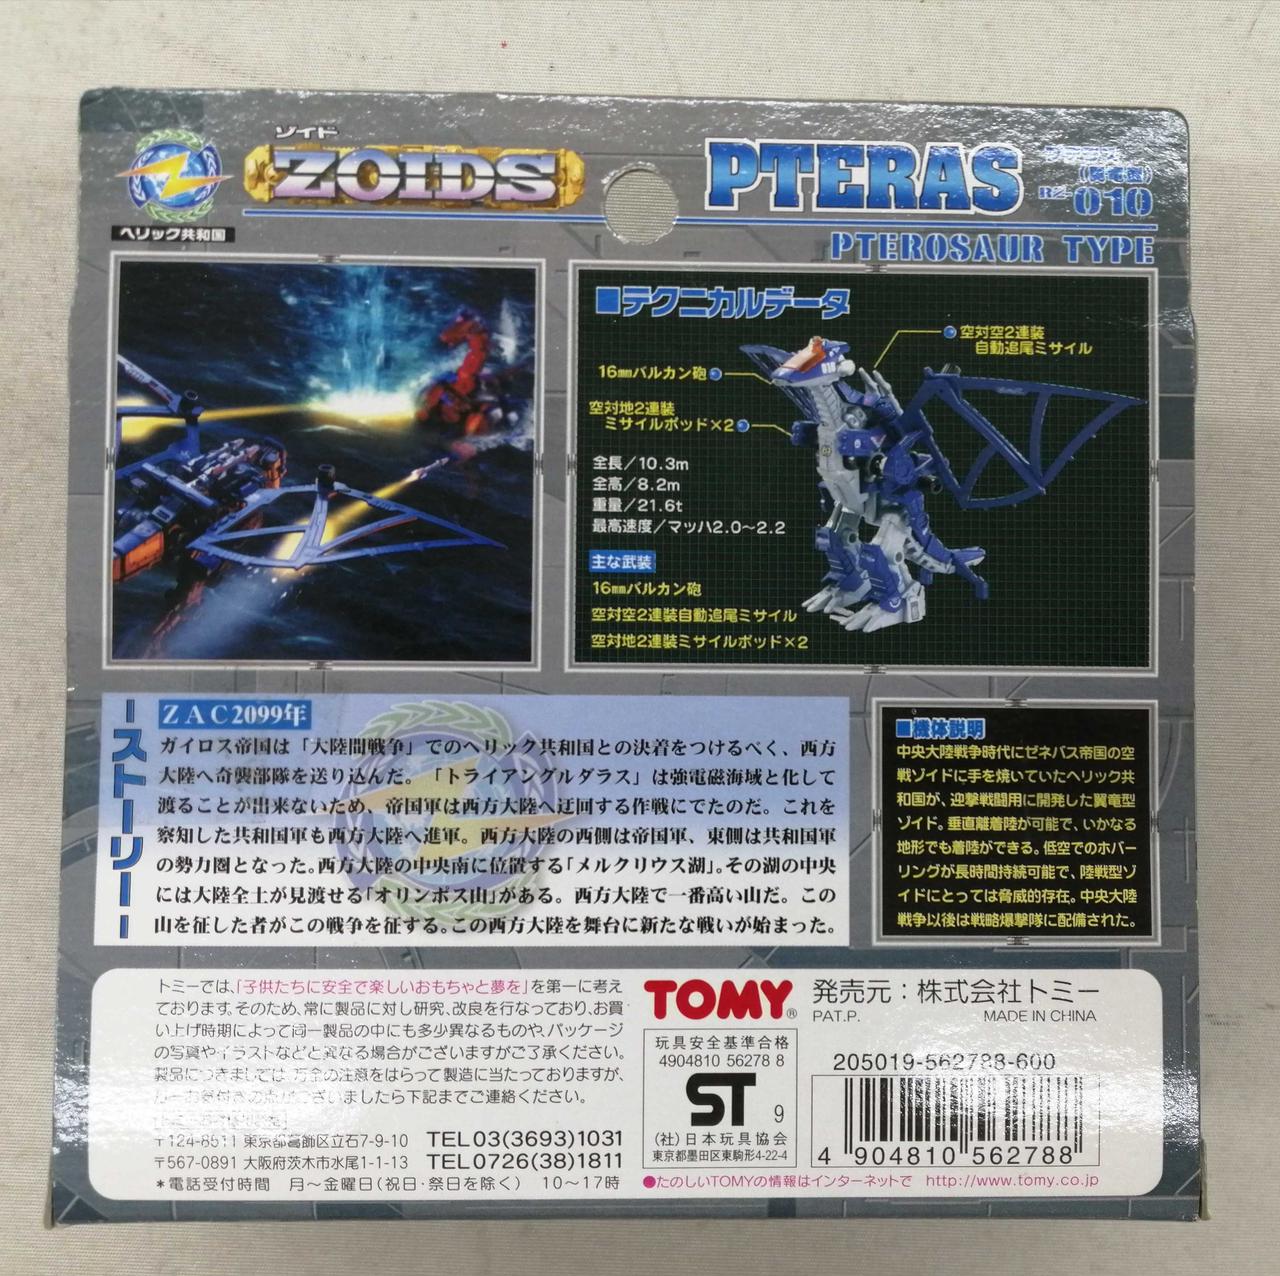 ゾイド
ZOIDS
ヘリック共和国
PTERAS
プテラス
(翼竜型)
RZ-010
PTEROSAUR TYPE
■テクニカルデータ
空対空2連装
自動追尾ミサイル
16mmバルカン砲
空対地2連装
ミサイルポッド×2
全長/10.3m
全高/8.2m
重量/21.6t
最高速度/マッハ2.0〜2.2
主な武装
16mmバルカン砲
空対空2連装自動追尾ミサイル
空対地2連装ミサイルポッド×2
ーストーリーー
ZAC2099年
ガイロス帝国は「大陸間戦争」でのヘリック共和国との決着をつけるべく、西方
大陸へ奇襲部隊を送り込んだ。「トライアングルダラス」は強電磁海域と化して
渡ることが出来ないため、帝国軍は西方大陸へ迂回する作戦にでたのだ。これを
察知した共和国軍も西方大陸へ進軍。西方大陸の西側は帝国軍、東側は共和国軍
の勢力圏となった。西方大陸の中央南に位置する「メルクリウス湖」。その湖の中央
には大陸全土が見渡せる「オリンポス山」がある。西方大陸で一番高い山だ。この
山を征した者がこの戦争を征する。この西方大陸を舞台に新たな戦いが始まった。
■機体説明
中央大陸戦争時代にゼネバス帝国の空
戦ゾイドに手を焼いていたヘリック共
和国が、迎撃戦闘用に開発した翼竜型
ゾイド。垂直離着陸が可能で、いかなる
地形でも着陸ができる。低空でのホバー
リングが長時間持続可能で、陸戦型ゾ
イドにとっては脅威的存在。中央大陸
戦争以後は戦略爆撃隊に配備された。
トミーでは、「子供たちに安全で楽しいおもちゃと夢を」を第一に考え
ております。そのため、常に製品に対し研究、改良を行なっており、お買
い上げ時期によって同一製品の中にも多少異なるものや、パッケージ
の写真やイラストなどと異なる場合がございますがご了承ください。
製品につきましては、万全の注意をはらって製造に当たっておりますが、
ございましたら下記までご連絡ください。
〒124-8511 東京都葛飾区立石7-9-10 TEL03(3693)1031
〒567-0891 大阪府茨木市水尾1-1-13 TEL0726(38)1811
*電話受付時間 月〜金曜日(祝日・祭日を除く) 10〜17時
TOMY®
発売元:株式会社トミー
PAT.P. MADE IN CHINA
玩具安全基準合格
4904810 56278 8
ST 9
(社)日本玩具協会
東京都墨田区東駒形4-22-4
205019-562788-600
4 904810 562788
●たのしいTOMYの情報はインターネットで http://www.tomy.co.jp